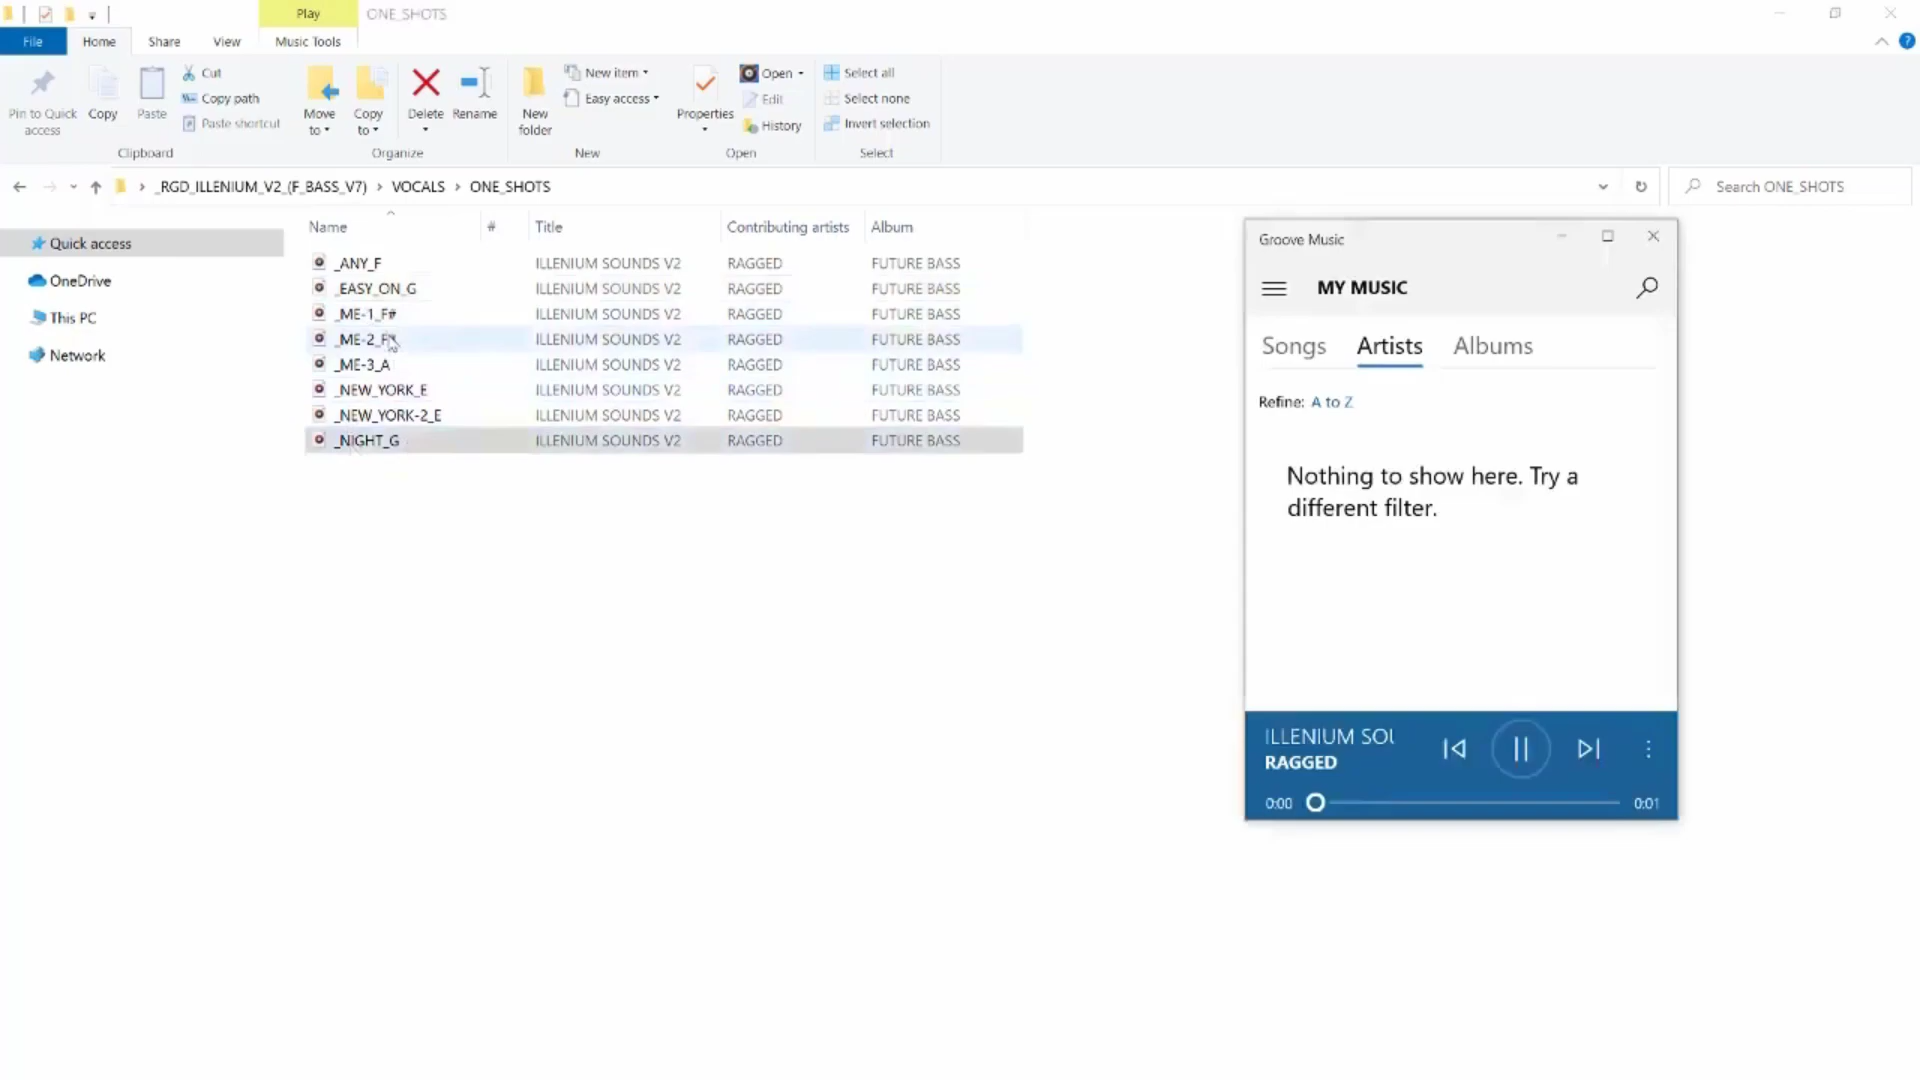 Play ONE_SHOTS
File Home Share View Music Tools
Pin to Quick access
Copy
Paste
Cut
Copy path
Paste shortcut
Clipboard
Move to
Copy to
Delete
Rename
Organize
New folder
New item
Easy access
New
Properties
Open
Edit
History
Open
Select all
Select none
Invert selection
Select
_RGD_ILLENIUM_V2_(F_BASS_V7) > VOCALS > ONE_SHOTS
Search ONE_SHOTS
Quick access
OneDrive
This PC
Network
Name # Title Contributing artists Album
_ANY_F ILLENIUM SOUNDS V2 RAGGED FUTURE BASS
_EASY_ON_G ILLENIUM SOUNDS V2 RAGGED FUTURE BASS
_ME-1_F# ILLENIUM SOUNDS V2 RAGGED FUTURE BASS
_ME-2_F# ILLENIUM SOUNDS V2 RAGGED FUTURE BASS
_ME-3_A ILLENIUM SOUNDS V2 RAGGED FUTURE BASS
_NEW_YORK_E ILLENIUM SOUNDS V2 RAGGED FUTURE BASS
_NEW_YORK-2_E ILLENIUM SOUNDS V2 RAGGED FUTURE BASS
_NIGHT_G ILLENIUM SOUNDS V2 RAGGED FUTURE BASS
Groove Music
MY MUSIC
Songs Artists Albums
Refine: A to Z
Nothing to show here. Try a
different filter.
ILLENIUM SOU
RAGGED
0:00 0:01